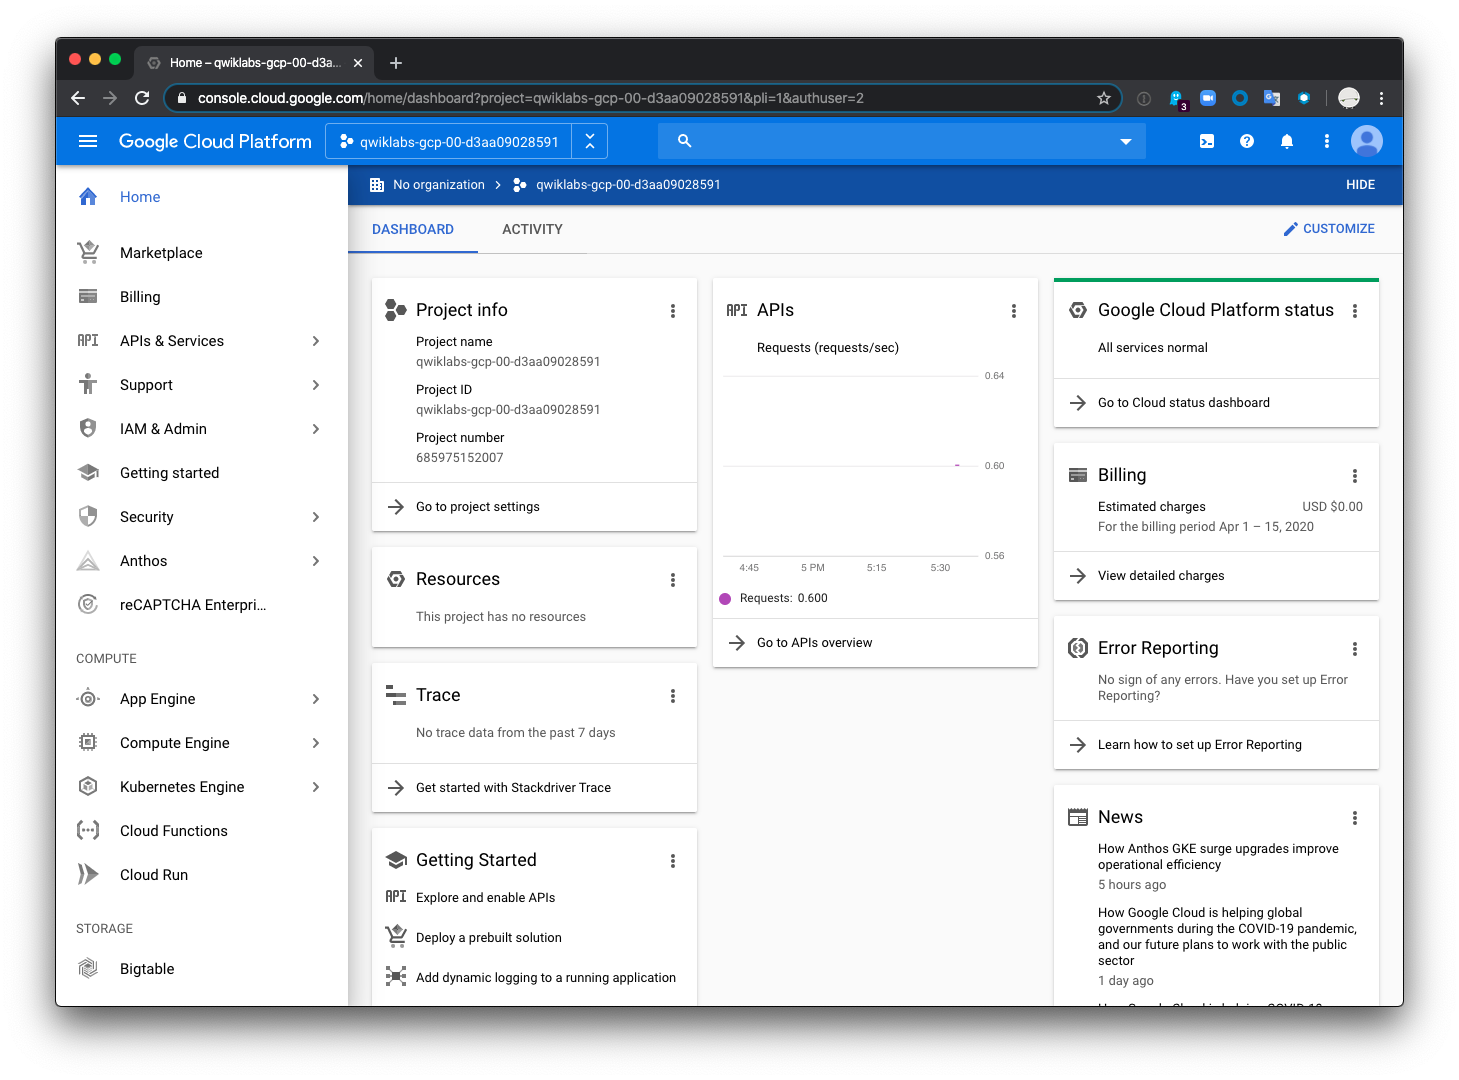 Home – qwiklabs-gcp-00-d3a...
console.cloud.google.com/home/dashboard?project=qwiklabs-gcp-00-d3aa09028591&pli=1&authuser=2
3
Google Cloud Platform
qwiklabs-gcp-00-d3aa09028591
No organization
qwiklabs-gcp-00-d3aa09028591
HIDE
Home
Marketplace
Billing
API APIs & Services
Support
IAM & Admin
Getting started
Security
Anthos
reCAPTCHA Enterpri...
COMPUTE
App Engine
Compute Engine
Kubernetes Engine
Cloud Functions
Cloud Run
STORAGE
Bigtable
DASHBOARD
ACTIVITY
CUSTOMIZE
Project info
Project name
qwiklabs-gcp-00-d3aa09028591
Project ID
qwiklabs-gcp-00-d3aa09028591
Project number
685975152007
Go to project settings
Resources
This project has no resources
Trace
No trace data from the past 7 days
Get started with Stackdriver Trace
Getting Started
API Explore and enable APIs
Deploy a prebuilt solution
Add dynamic logging to a running application
API APIs
Requests (requests/sec)
0.64
0.60
0.56
4:45 5 PM 5:15 5:30
Requests: 0.600
Go to APIs overview
Google Cloud Platform status
All services normal
Go to Cloud status dashboard
Billing
Estimated charges USD $0.00
For the billing period Apr 1 – 15, 2020
View detailed charges
Error Reporting
No sign of any errors. Have you set up Error
Reporting?
Learn how to set up Error Reporting
News
How Anthos GKE surge upgrades improve
operational efficiency
5 hours ago
How Google Cloud is helping global
governments during the COVID-19 pandemic,
and our future plans to work with the public
sector
1 day ago